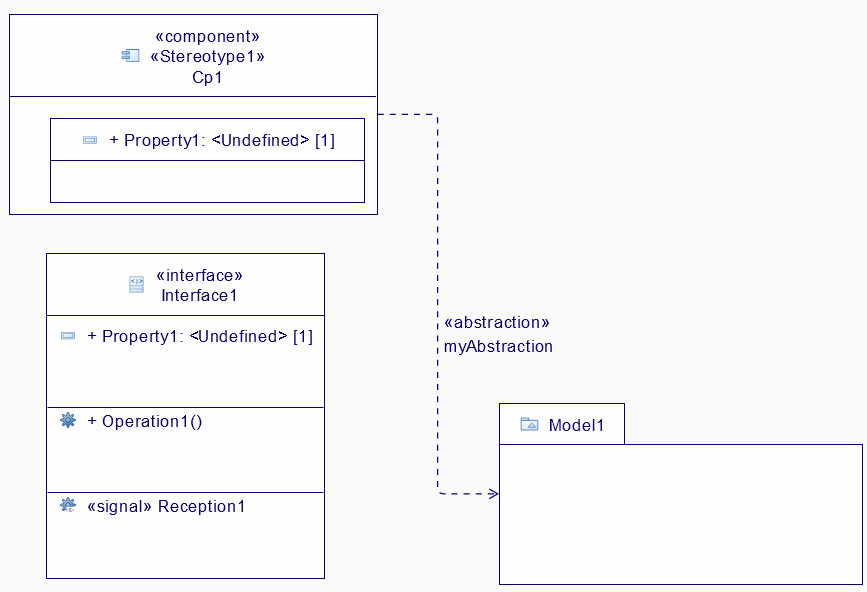 «component»
«Stereotype1»
Cp1
+ Property1: <Undefined> [1]
«interface»
Interface1
+ Property1: <Undefined> [1]
+ Operation1()
«signal» Reception1
«abstraction»
myAbstraction
Model1